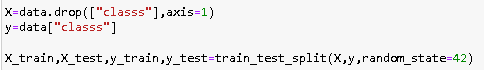 X=data.drop(["classs"],axis=1)
y=data["classs"]
X_train,X_test,y_train,y_test=train_test_split(X,y,random_state=42)